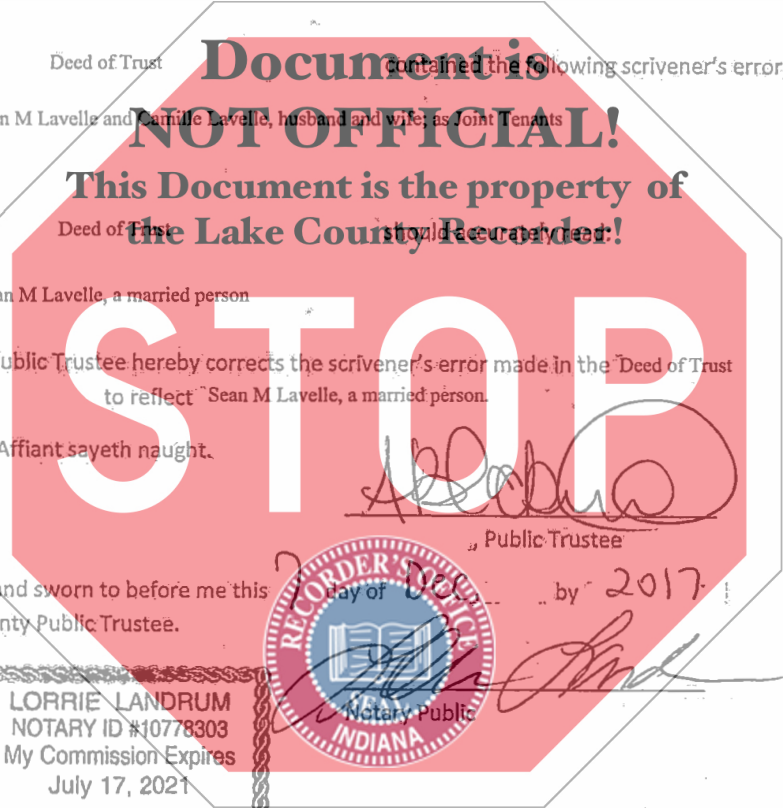 Deed of Trust contained the following scrivener's error
n M Lavelle and Camille Lavelle, husband and wife; as Joint Tenants
Document is
NOT OFFICIAL!
This Document is the property of
the Lake County Recorder!
Deed of Trust should accurately read:
an M Lavelle, a married person
STOP
ublic Trustee hereby corrects the scrivener's error made in the Deed of Trust
to reflect Sean M Lavelle, a married person.
Affiant sayeth naught.
Public Trustee
nd sworn to before me this 7 day of Dec. by 2017
nty Public Trustee.
Notary Public
RECORDER'S OFFICE
SEAL
INDIANA
LORRIE LANDRUM
NOTARY ID #10778303
My Commission Expires
July 17, 2021